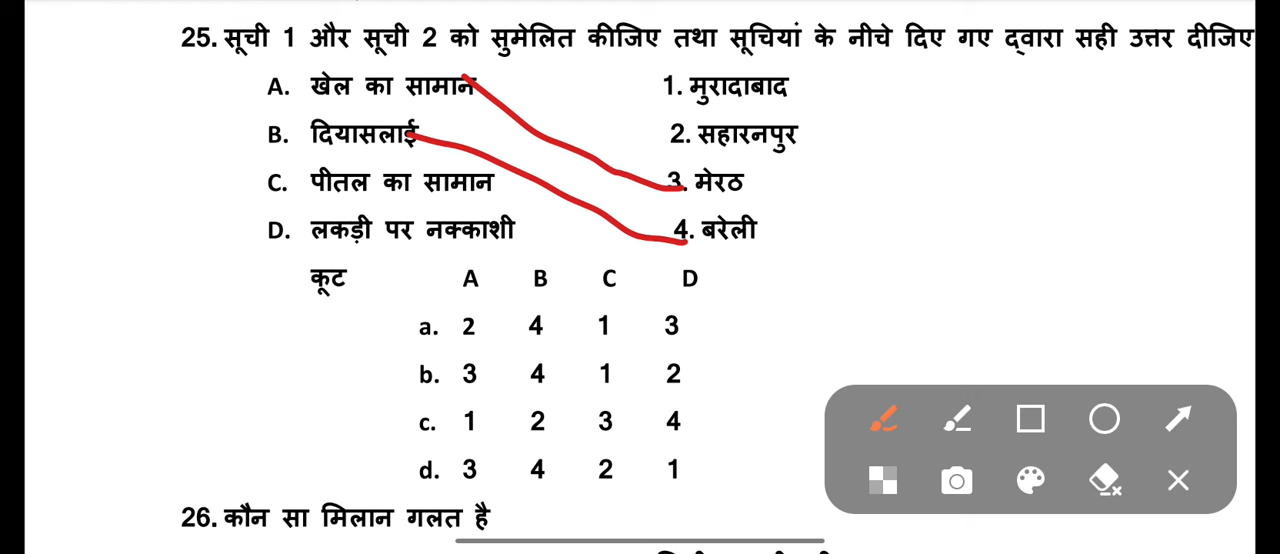 25. सूची 1 और सूची 2 को सुमेलित कीजिए तथा सूचियां के नीचे दिए गए द्वारा सही उत्तर दीजिए
A. खेल का सामान 1. मुरादाबाद
B. दियासलाई 2. सहारनपुर
C. पीतल का सामान 3. मेरठ
D. लकड़ी पर नक्काशी 4. बरेली
कूट A B C D
a. 2 4 1 3
b. 3 4 1 2
c. 1 2 3 4
d. 3 4 2 1
26. कौन सा मिलान गलत है